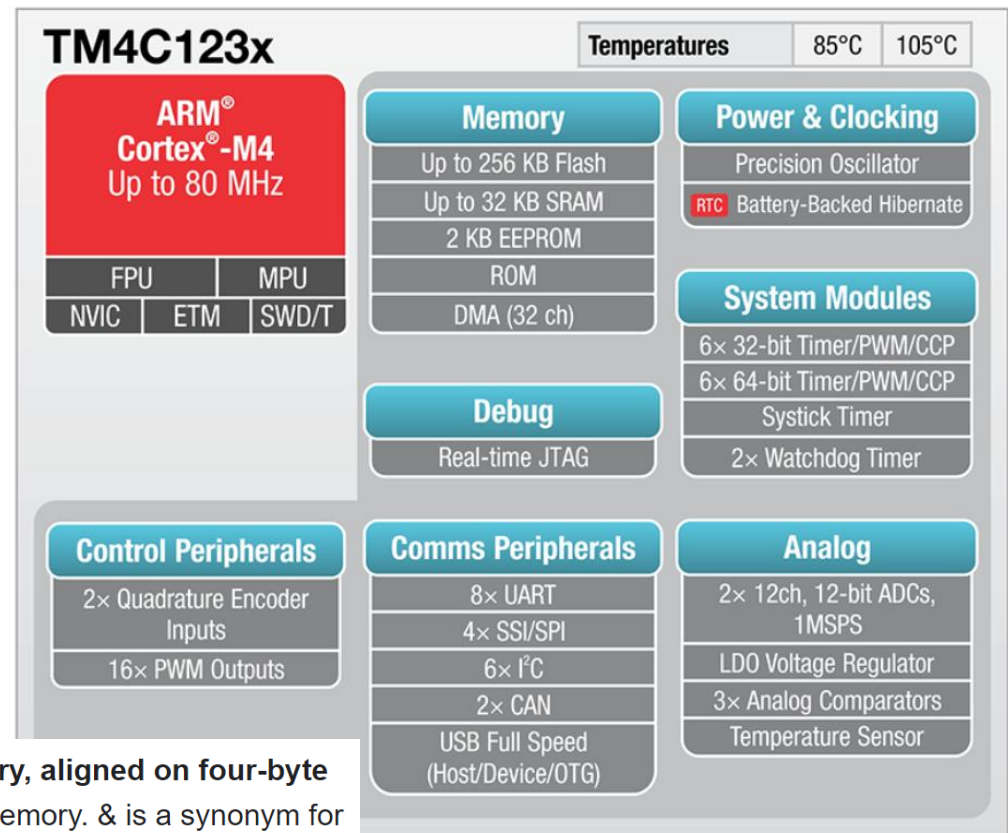 TM4C123x
Temperatures 85°C 105°C
ARM®
Cortex®-M4
Up to 80 MHz
FPU MPU
NVIC ETM SWD/T
Memory
Up to 256 KB Flash
Up to 32 KB SRAM
2 KB EEPROM
ROM
DMA (32 ch)
Power & Clocking
Precision Oscillator
RTC Battery-Backed Hibernate
Debug
Real-time JTAG
System Modules
6× 32-bit Timer/PWM/CCP
6× 64-bit Timer/PWM/CCP
Systick Timer
2× Watchdog Timer
Control Peripherals
2× Quadrature Encoder
Inputs
16× PWM Outputs
Comms Peripherals
8× UART
4× SSI/SPI
6× I²C
2× CAN
USB Full Speed
(Host/Device/OTG)
Analog
2× 12ch, 12-bit ADCs,
1MSPS
LDO Voltage Regulator
3× Analog Comparators
Temperature Sensor
ry, aligned on four-byte
emory. & is a synonym for